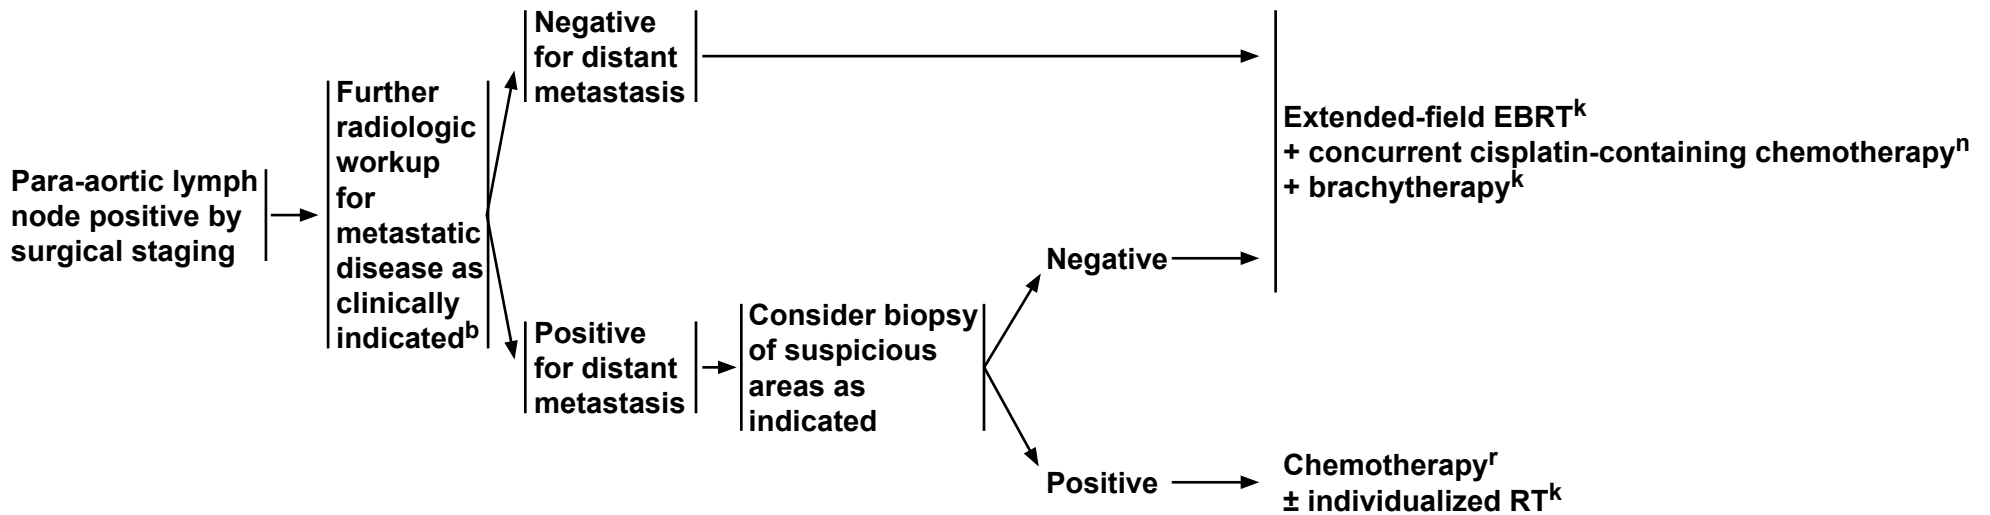 Para-aortic lymph
node positive by
surgical staging
Further
radiologic
workup
for
metastatic
disease as
clinically
indicatedᵇ
Negative
for distant
metastasis
Positive
for distant
metastasis
Consider biopsy
of suspicious
areas as
indicated
Negative
Positive
Extended-field EBRTᵏ
+ concurrent cisplatin-containing chemotherapyⁿ
+ brachytherapyᵏ
Chemotherapyʳ
± individualized RTᵏ